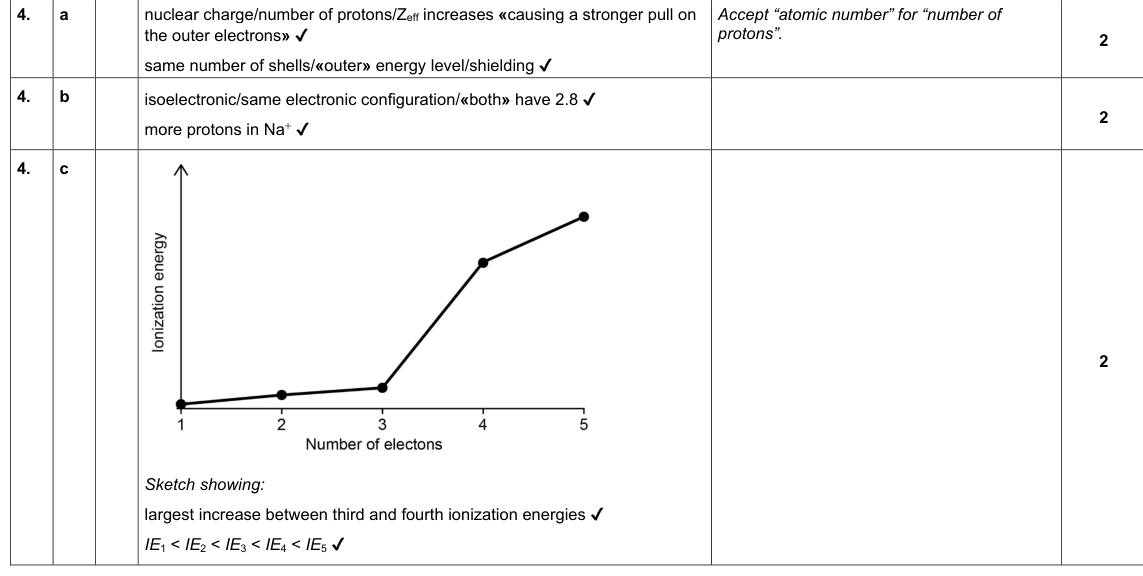 4. a nuclear charge/number of protons/Zeff increases «causing a stronger pull on Accept “atomic number” for “number of
the outer electrons» ✓ protons”.
2
same number of shells/«outer» energy level/shielding ✓
4. b isoelectronic/same electronic configuration/«both» have 2.8 ✓
2
more protons in Na⁺ ✓
4. c
Ionization energy
2
1 2 3 4 5
Number of electons
Sketch showing:
largest increase between third and fourth ionization energies ✓
IE₁ < IE₂ < IE₃ < IE₄ < IE₅ ✓